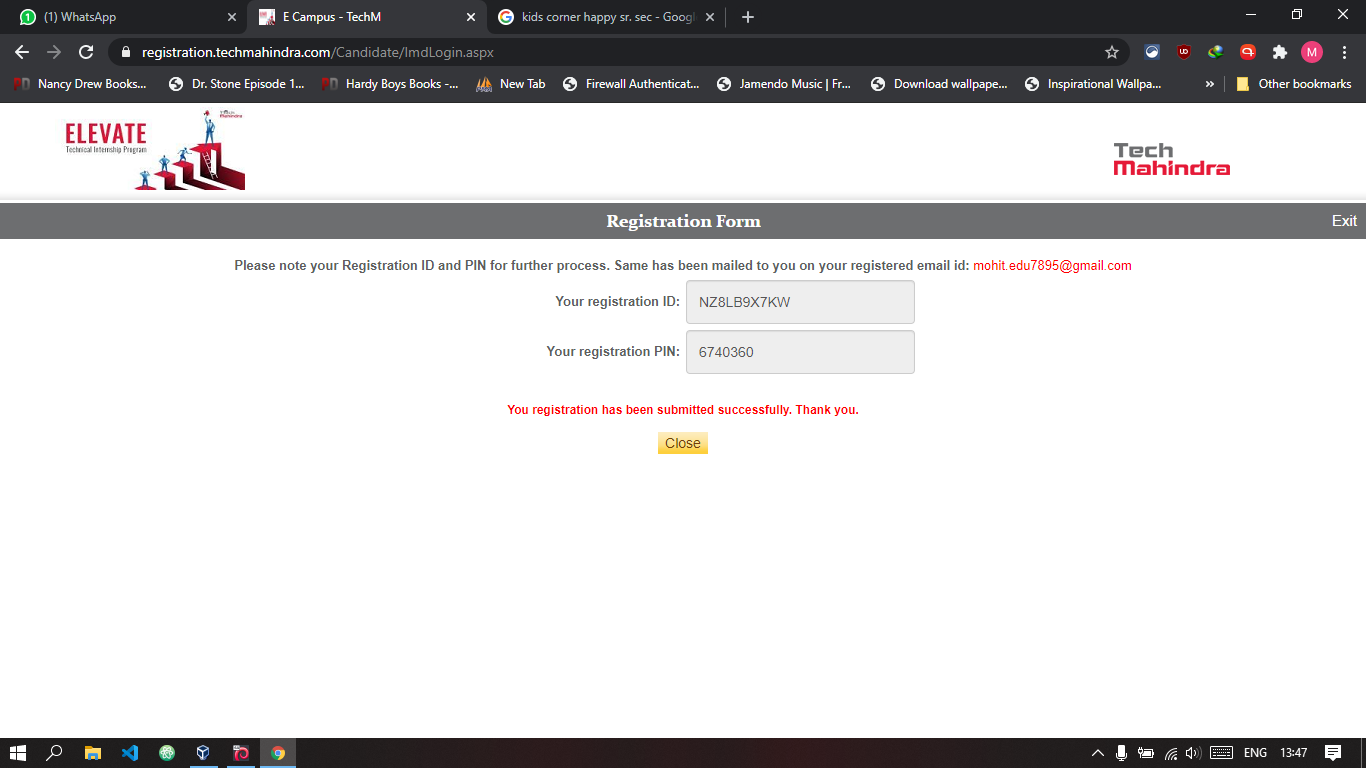 (1) WhatsApp
E Campus - TechM
kids corner happy sr. sec - Googl
registration.techmahindra.com/Candidate/ImdLogin.aspx
M
Nancy Drew Books...
Dr. Stone Episode 1...
Hardy Boys Books -...
New Tab
Firewall Authenticat...
Jamendo Music | Fr...
Download wallpape...
Inspirational Wallpa...
»
Other bookmarks
ELEVATE
Technical Internship Program
Tech
Mahindra
Tech
Mahindra
Registration Form
Exit
Please note your Registration ID and PIN for further process. Same has been mailed to you on your registered email id: mohit.edu7895@gmail.com
Your registration ID: NZ8LB9X7KW
Your registration PIN: 6740360
You registration has been submitted successfully. Thank you.
Close
ENG
13:47